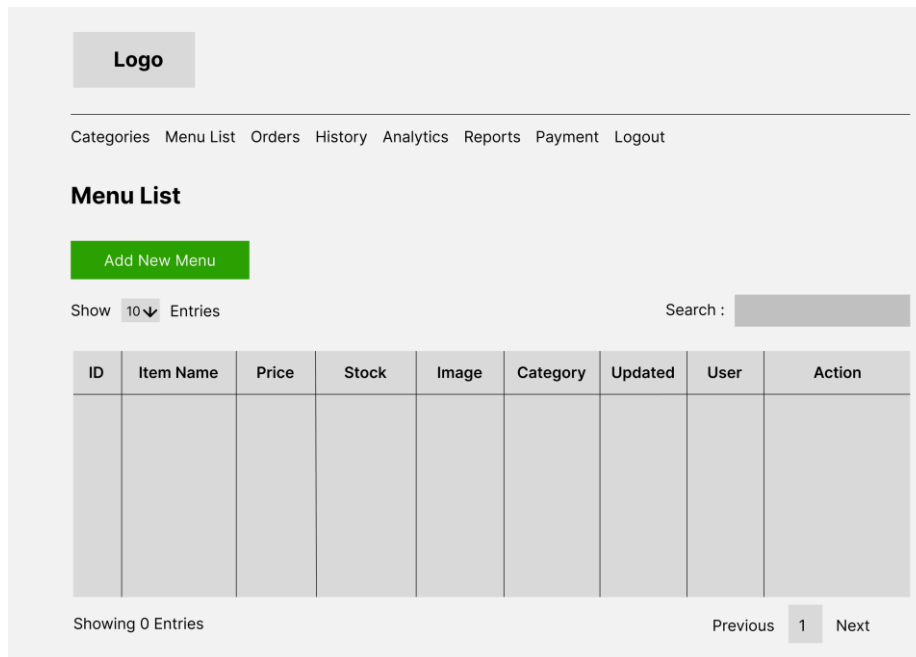 Logo
Categories Menu List Orders History Analytics Reports Payment Logout
Menu List
Add New Menu
Show 10 Entries Search :
ID Item Name Price Stock Image Category Updated User Action
Showing 0 Entries Previous 1 Next